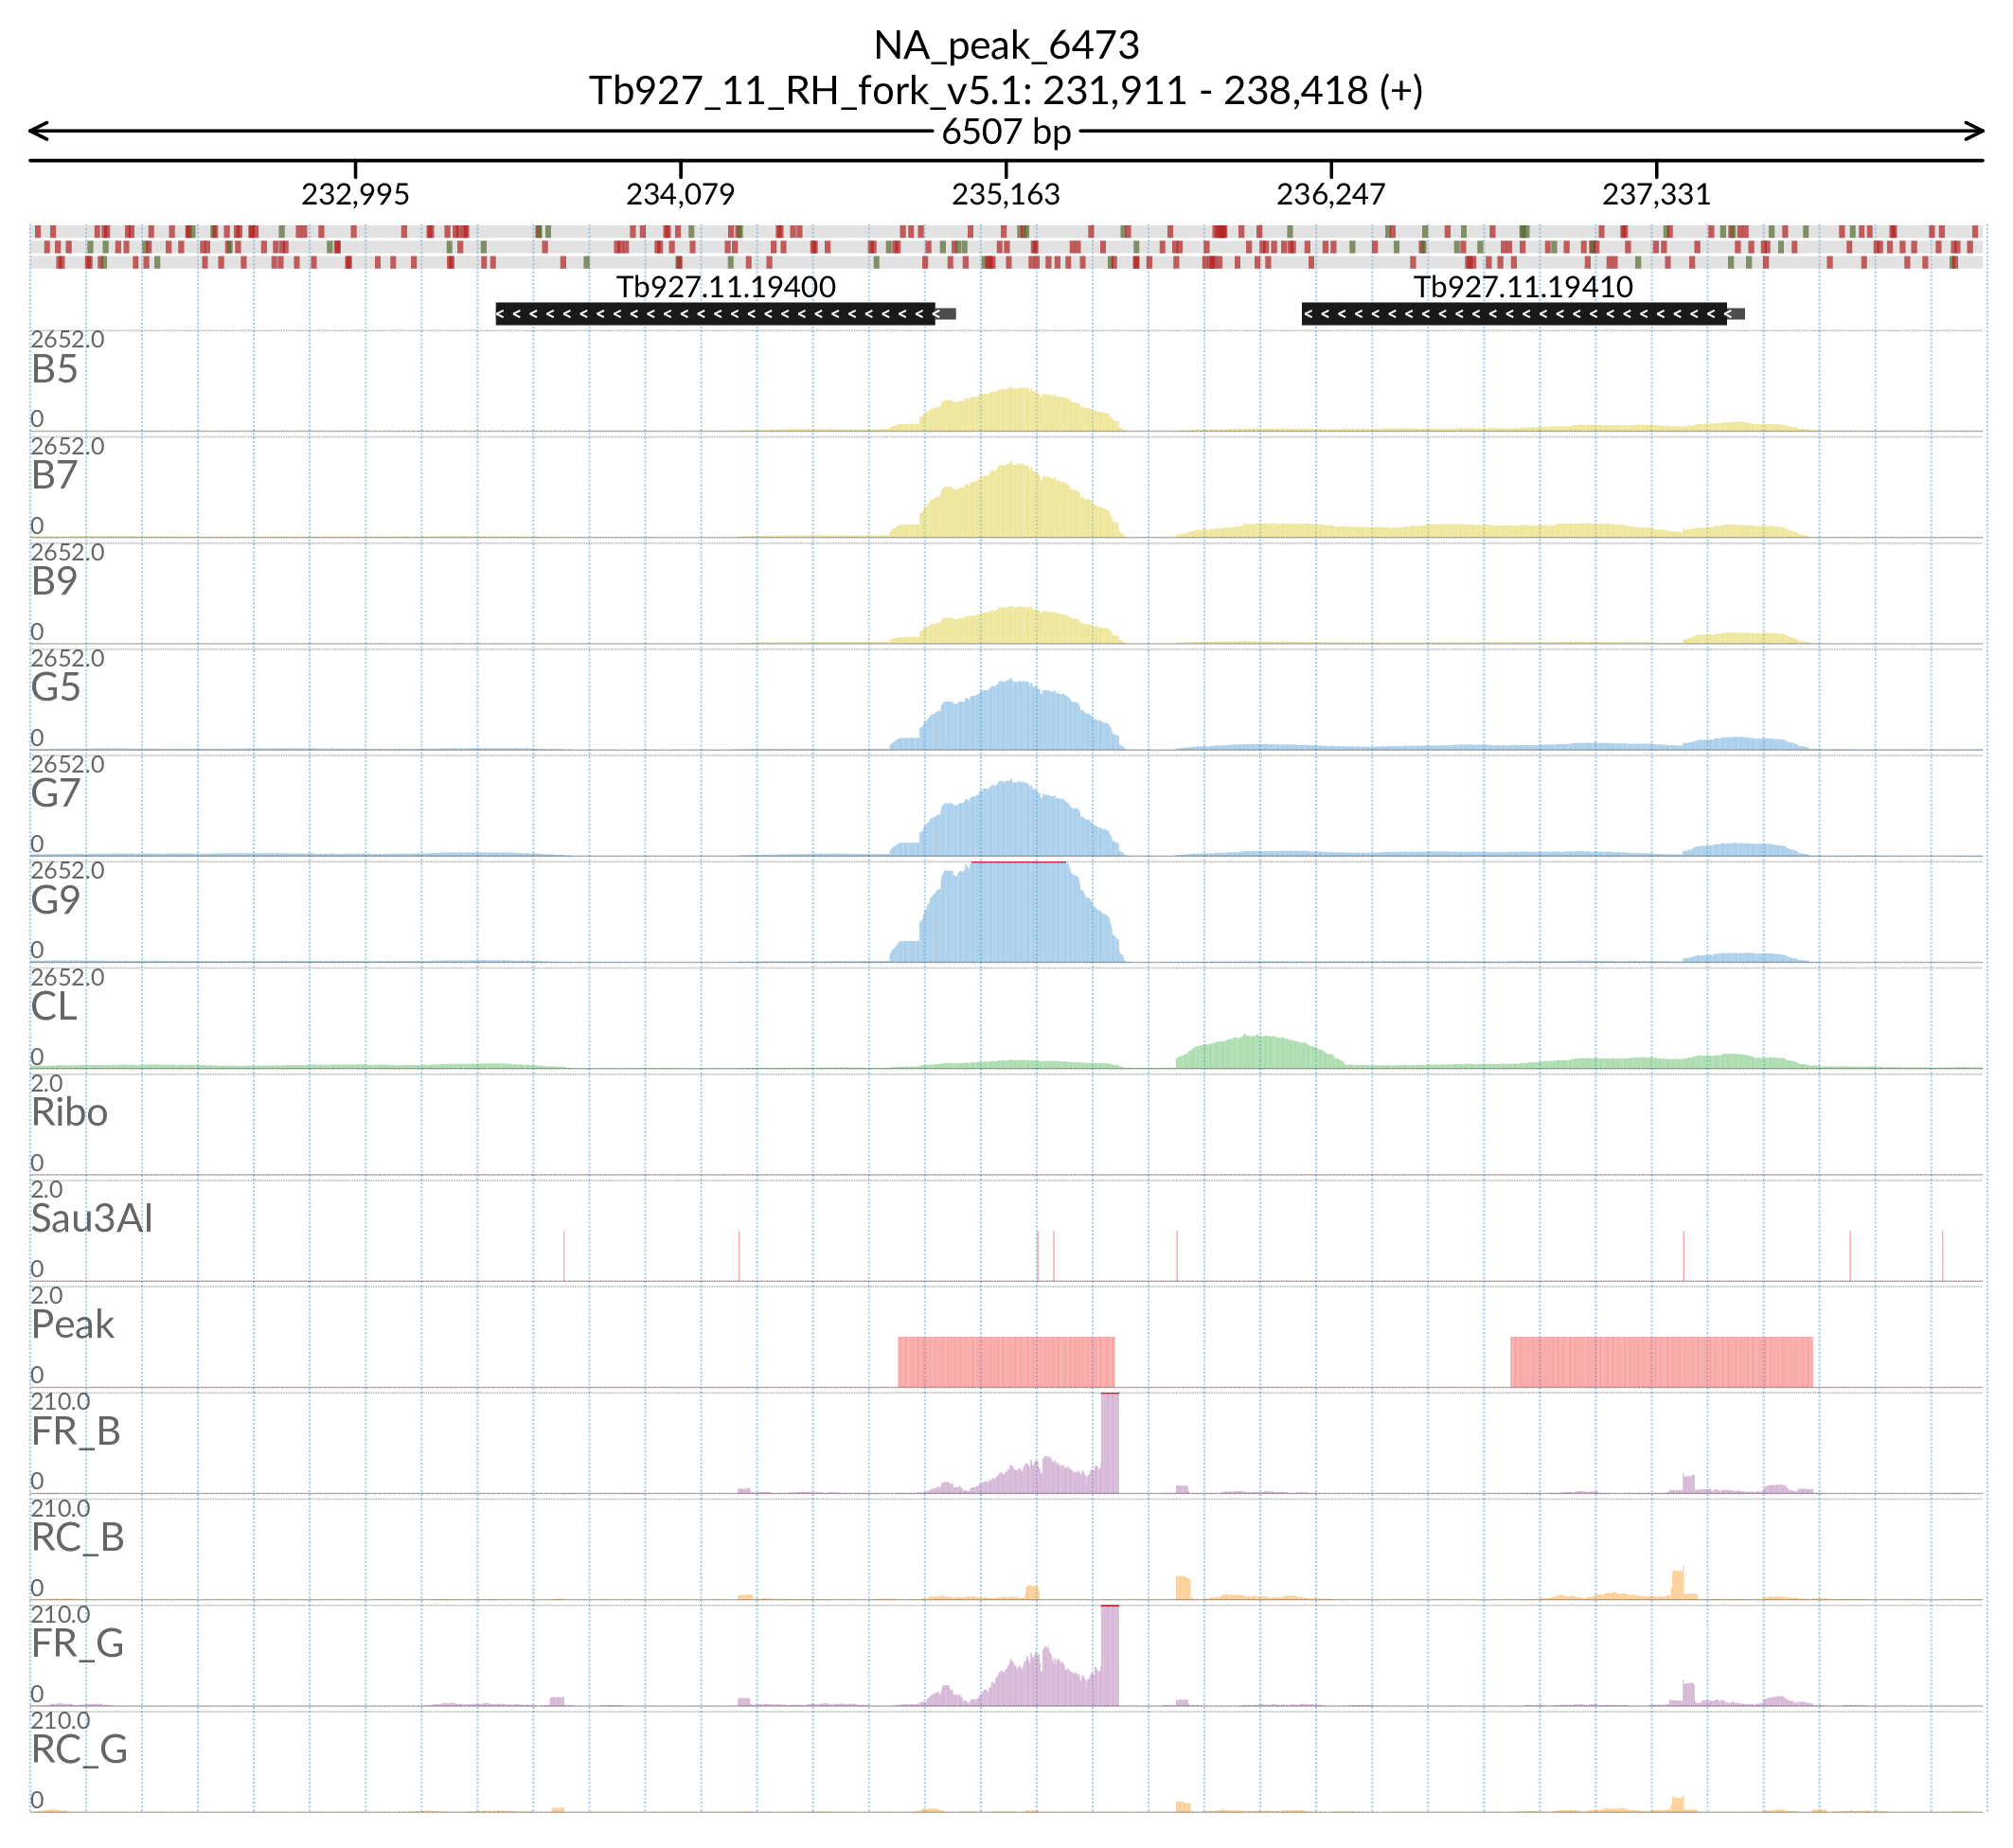 NA_peak_6473
Tb927_11_RH_fork_v5.1: 231,911 - 238,418 (+)
6507 bp
232,995 234,079 235,163 236,247 237,331
Tb927.11.19400 Tb927.11.19410
2652.0
B5
0
2652.0
B7
0
2652.0
B9
0
2652.0
G5
0
2652.0
G7
0
2652.0
G9
0
2652.0
CL
0
2.0
Ribo
0
2.0
Sau3AI
0
2.0
Peak
0
210.0
FR_B
0
210.0
RC_B
0
210.0
FR_G
0
210.0
RC_G
0